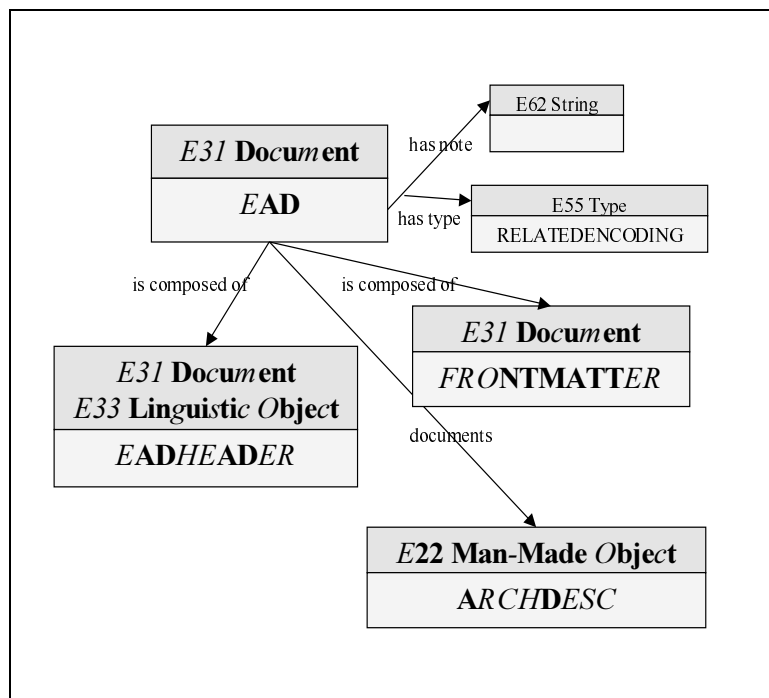 E62 String
E31 Document
has note
EAD
E55 Type
has type
RELATEDENCODING
is composed of
is composed of
E31 Document
FRONTMATTER
E31 Document
E33 Linguistic Object
EADHEADER
documents
E22 Man-Made Object
ARCHDESC